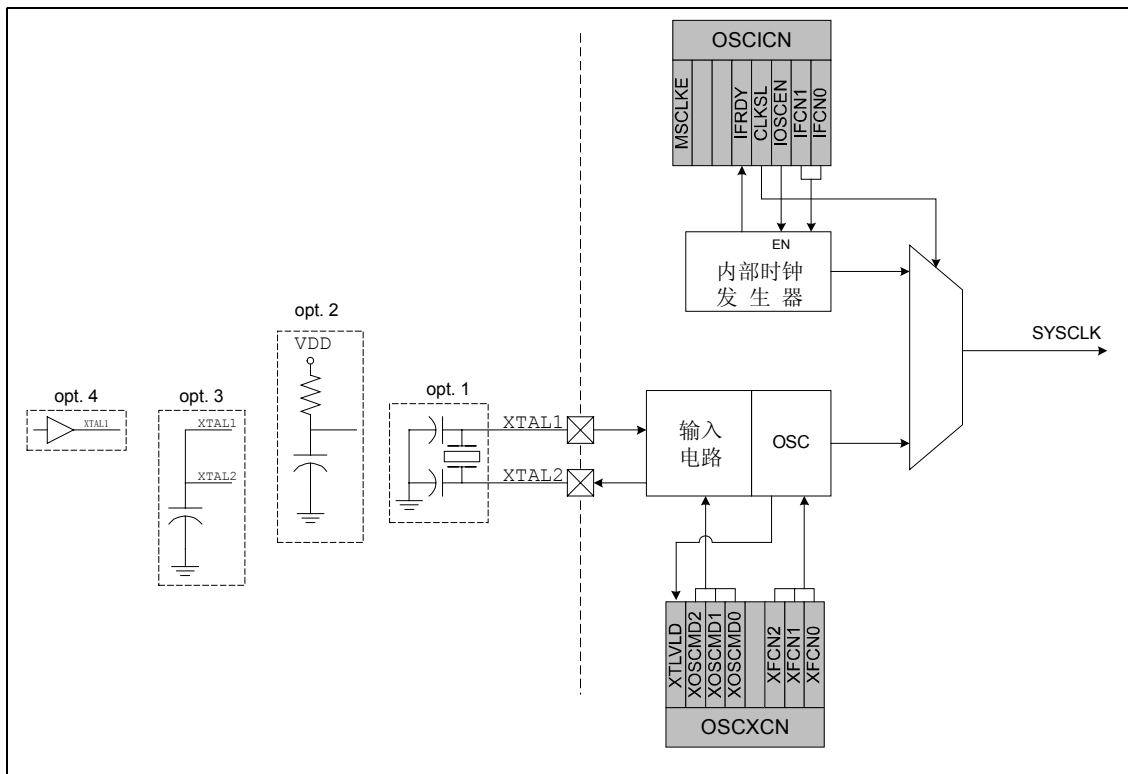 OSCICN
MSCLKE
IFRDY
CLKSL
IOSCEN
IFCN1
IFCN0
EN
内部时钟
发 生 器
opt. 2
VDD
SYSCLK
opt. 4
XTAL1
opt. 3
XTAL1
XTAL2
opt. 1
XTAL1
XTAL2
输入
电路
OSC
XTLVLD
XOSCMD2
XOSCMD1
XOSCMD0
XFCN2
XFCN1
XFCN0
OSCXCN